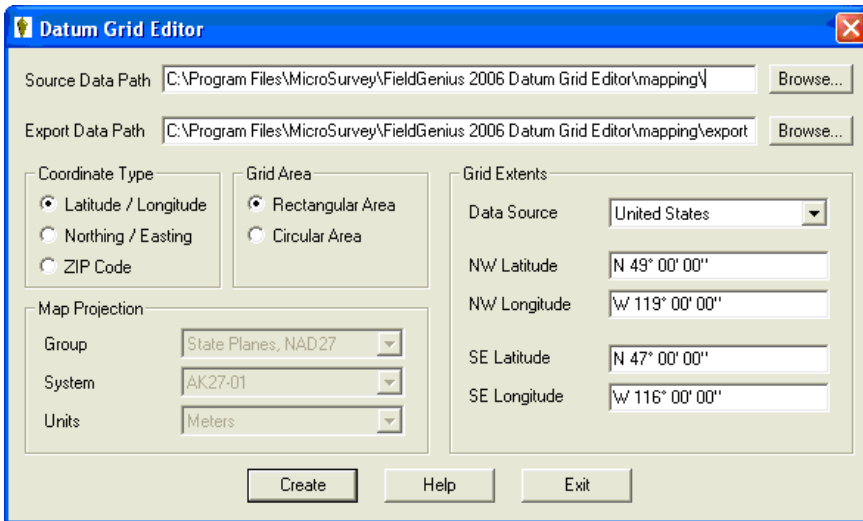 Datum Grid Editor
Source Data Path C:\Program Files\MicroSurvey\FieldGenius 2006 Datum Grid Editor\mapping\ Browse...
Export Data Path C:\Program Files\MicroSurvey\FieldGenius 2006 Datum Grid Editor\mapping\export Browse...
Coordinate Type
Latitude / Longitude
Northing / Easting
ZIP Code
Grid Area
Rectangular Area
Circular Area
Map Projection
Group State Planes, NAD27
System AK27-01
Units Meters
Grid Extents
Data Source United States
NW Latitude N 49° 00' 00"
NW Longitude W 119° 00' 00"
SE Latitude N 47° 00' 00"
SE Longitude W 116° 00' 00"
Create Help Exit